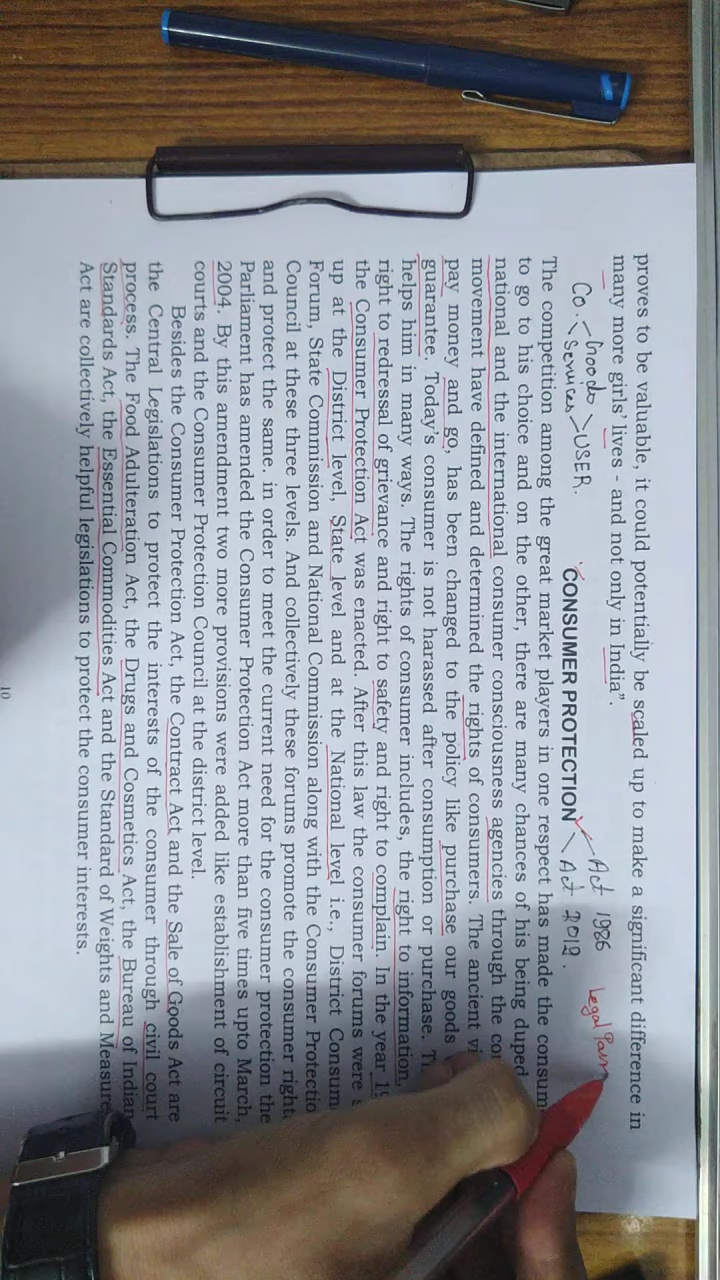 proves to be valuable, it could potentially be scaled up to make a significant difference in
many more girls' lives - and not only in India".
Co. Goods Services USER.
CONSUMER PROTECTION
Act 1986
Act 2019.
Legal
The competition among the great market players in one respect has made the consum
to go to his choice and on the other, there are many chances of his being duped
national and the international consumer consciousness agencies through the co
movement have defined and determined the rights of consumers. The ancient vi
pay money and go, has been changed to the policy like purchase our goods
guarantee. Today's consumer is not harassed after consumption or purchase. T
helps him in many ways. The rights of consumer includes, the right to information,
right to redressal of grievance and right to safety and right to complain. In the year 19
the Consumer Protection Act was enacted. After this law the consumer forums were s
up at the District level, State level and at the National level i.e., District Consum
Forum, State Commission and National Commission along with the Consumer Protectio
Council at these three levels. And collectively these forums promote the consumer right
and protect the same. in order to meet the current need for the consumer protection the
Parliament has amended the Consumer Protection Act more than five times upto March,
2004. By this amendment two more provisions were added like establishment of circuit
courts and the Consumer Protection Council at the district level.
Besides the Consumer Protection Act, the Contract Act and the Sale of Goods Act are
the Central Legislations to protect the interests of the consumer through civil court
process. The Food Adulteration Act, the Drugs and Cosmetics Act, the Bureau of Indian
Standards Act, the Essential Commodities Act and the Standard of Weights and Measure
Act are collectively helpful legislations to protect the consumer interests.
10